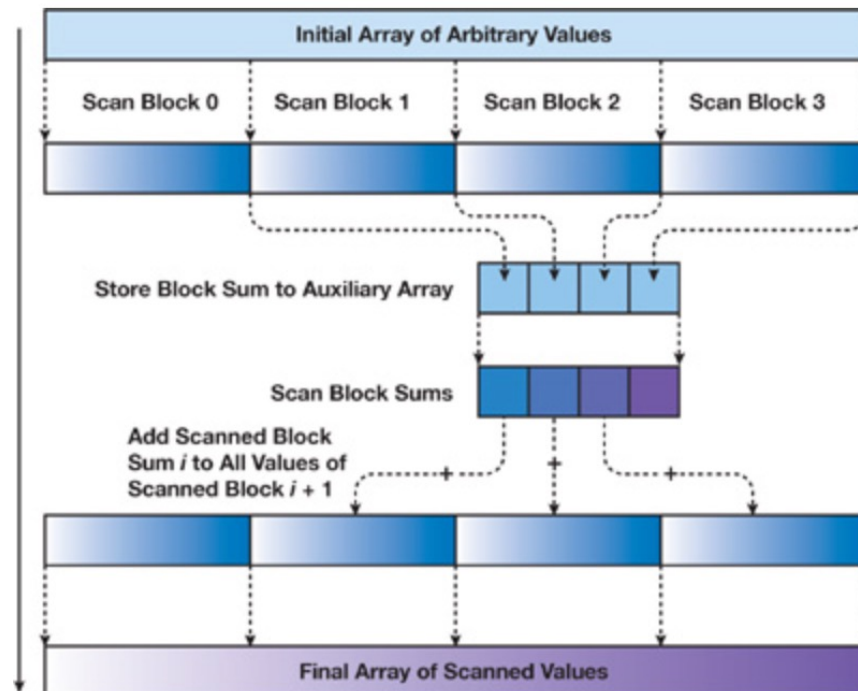 Initial Array of Arbitrary Values
Scan Block 0 Scan Block 1 Scan Block 2 Scan Block 3
Store Block Sum to Auxiliary Array
Scan Block Sums
Add Scanned Block
Sum i to All Values of
Scanned Block i + 1
+ + +
Final Array of Scanned Values